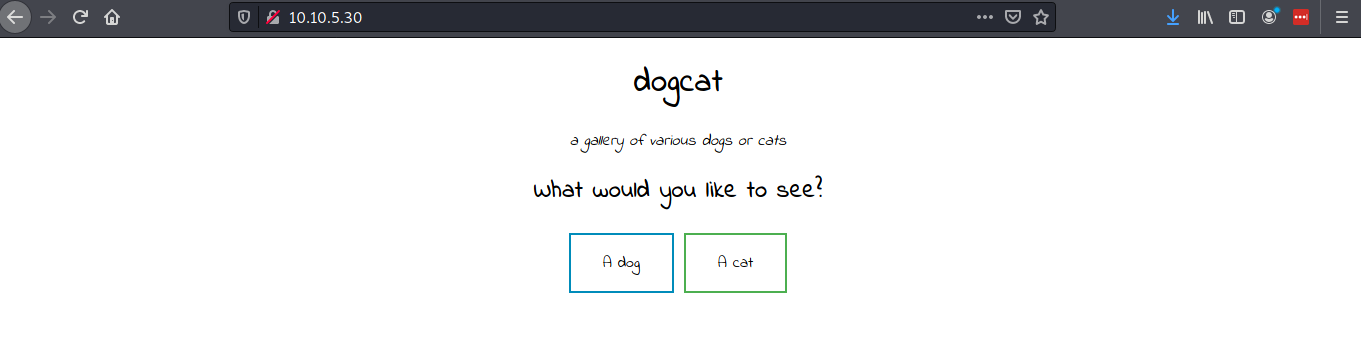 10.10.5.30
dogcat
a gallery of various dogs or cats
what would you like to see?
A dog A cat